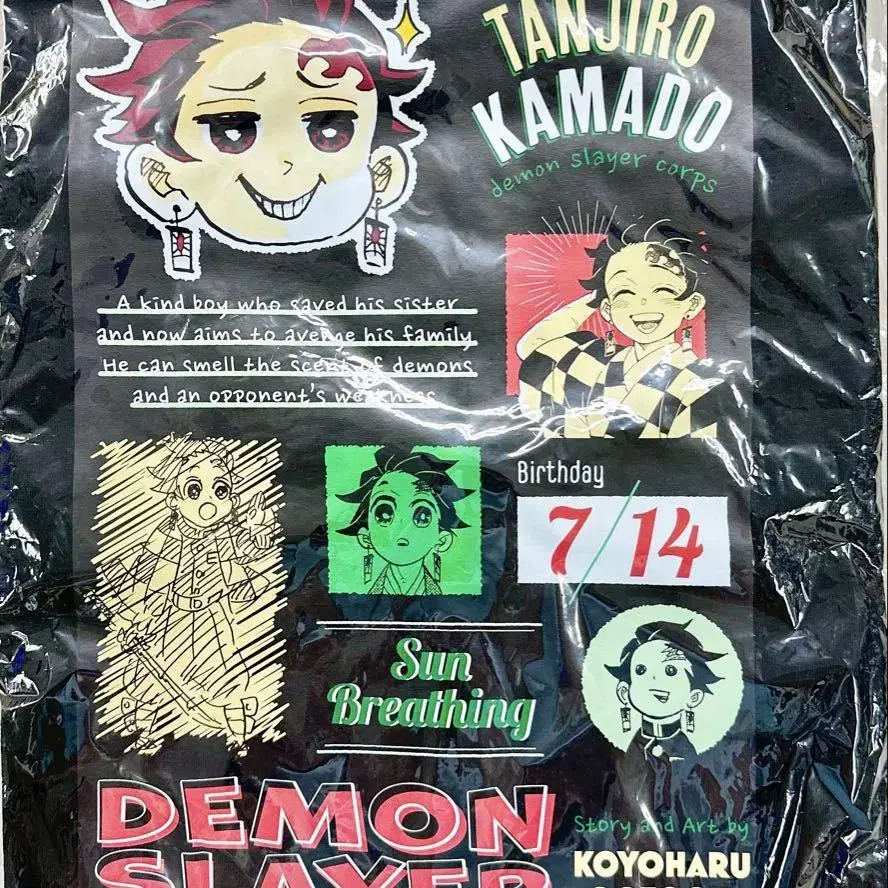 TANJIRO
KAMADO
demon slayer corps
A kind boy who saved his sister
and now aims to avenge his family
He can smell the scent of demons
and an opponent's weakness
Birthday
7/14
Sun
Breathing
DEMON
SLAYER
Story and Art by
KOYOHARU